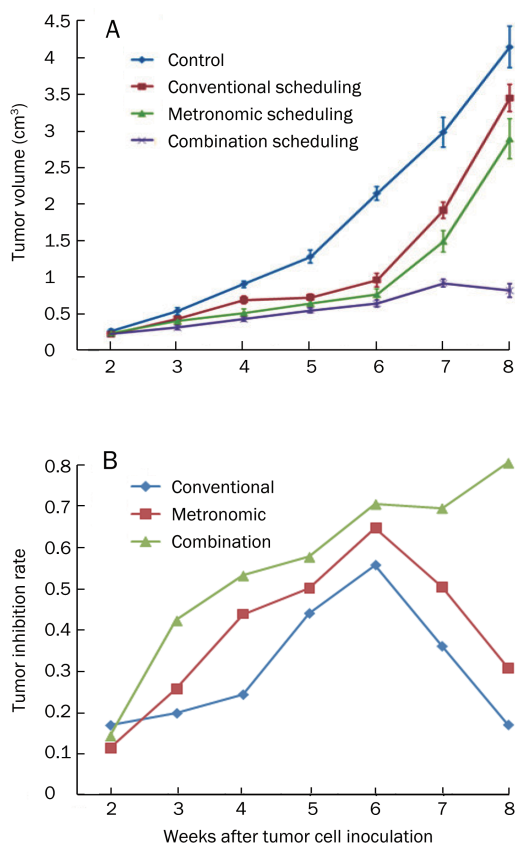 A
4.5
4
3.5
3
2.5
2
1.5
1
0.5
0
Tumor volume (cm³)
Control
Conventional scheduling
Metronomic scheduling
Combination scheduling
2 3 4 5 6 7 8
B
0.8
0.7
0.6
0.5
0.4
0.3
0.2
0.1
0
Tumor inhibition rate
Conventional
Metronomic
Combination
2 3 4 5 6 7 8
Weeks after tumor cell inoculation